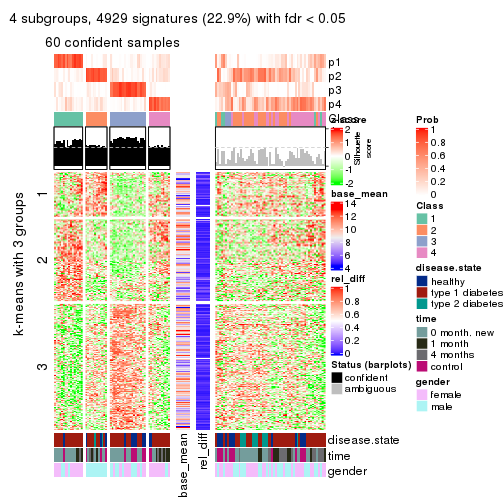 4 subgroups, 4929 signatures (22.9%) with fdr < 0.05
60 confident samples
p1
p2
p3
p4
Class
z-score
2
1
0
-1
-2
Silhouette
score
k-means with 3 groups
1
2
3
base_mean
14
12
10
8
6
4
rel_diff
1
0.8
0.6
0.4
0.2
0
Status (barplots)
confident
ambiguous
Prob
1
0.8
0.6
0.4
0.2
0
Class
1
2
3
4
disease.state
healthy
type 1 diabetes
type 2 diabetes
time
0 month. new
1 month
4 months
control
gender
female
male
disease.state
time
gender
base_mean
rel_diff